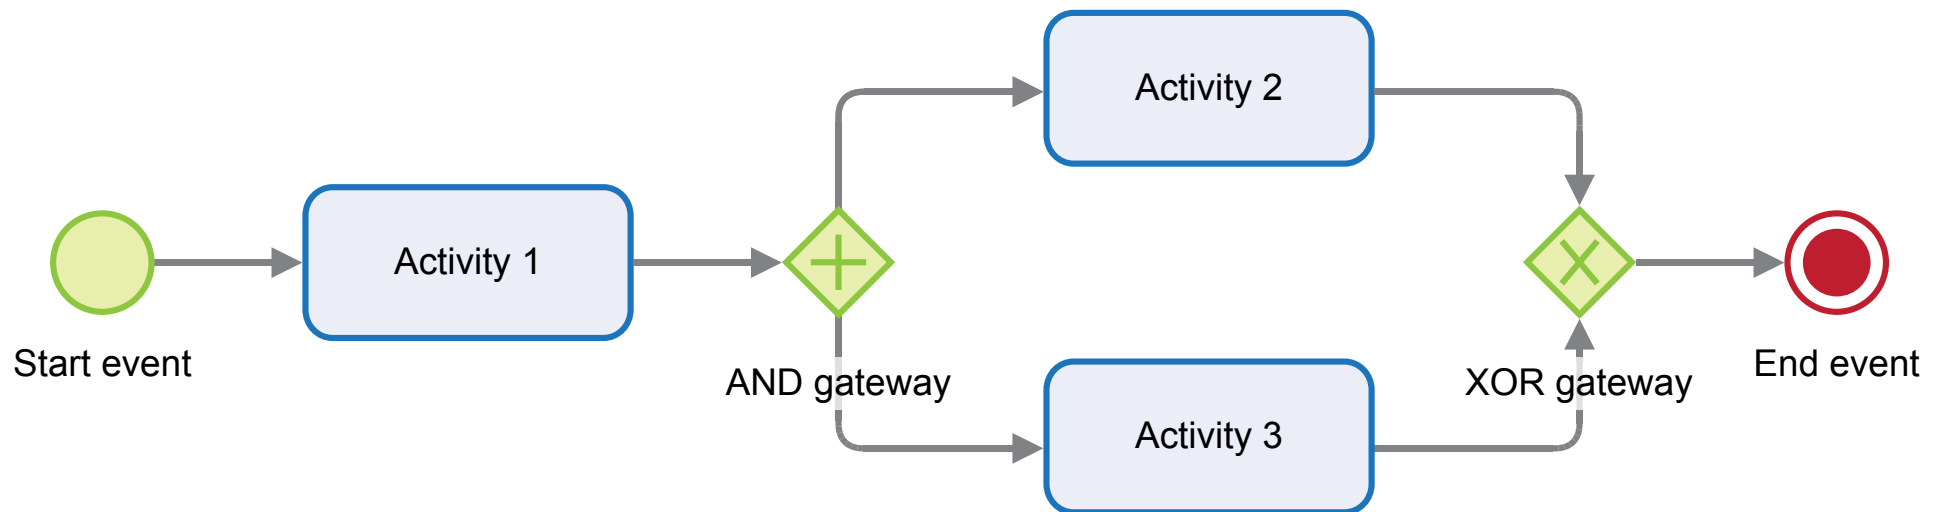 Activity 2
Activity 1
Start event
AND gateway
XOR gateway
End event
Activity 3